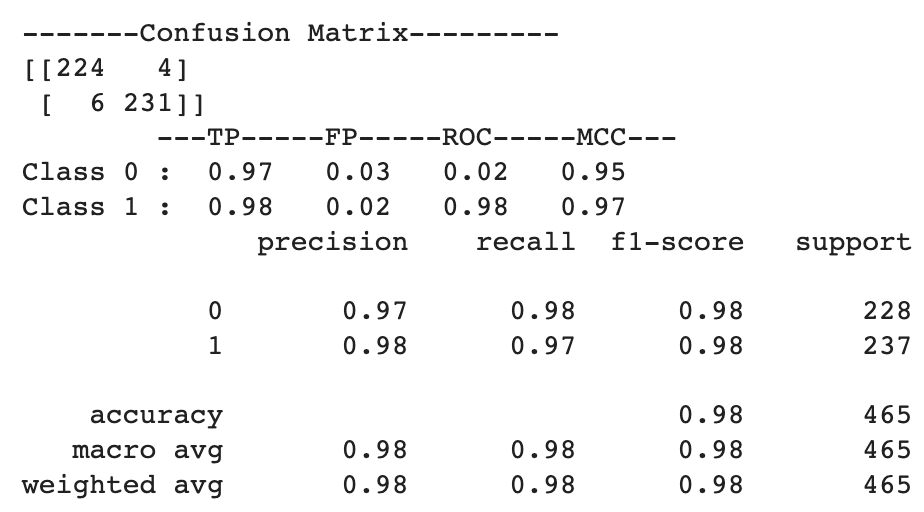 -------Confusion Matrix---------
[[224   4]
 [  6 231]]
        ---TP-----FP-----ROC-----MCC---
Class 0 :  0.97   0.03   0.02   0.95
Class 1 :  0.98   0.02   0.98   0.97
              precision    recall  f1-score   support

           0       0.97      0.98      0.98       228
           1       0.98      0.97      0.98       237

    accuracy                           0.98       465
   macro avg       0.98      0.98      0.98       465
weighted avg       0.98      0.98      0.98       465